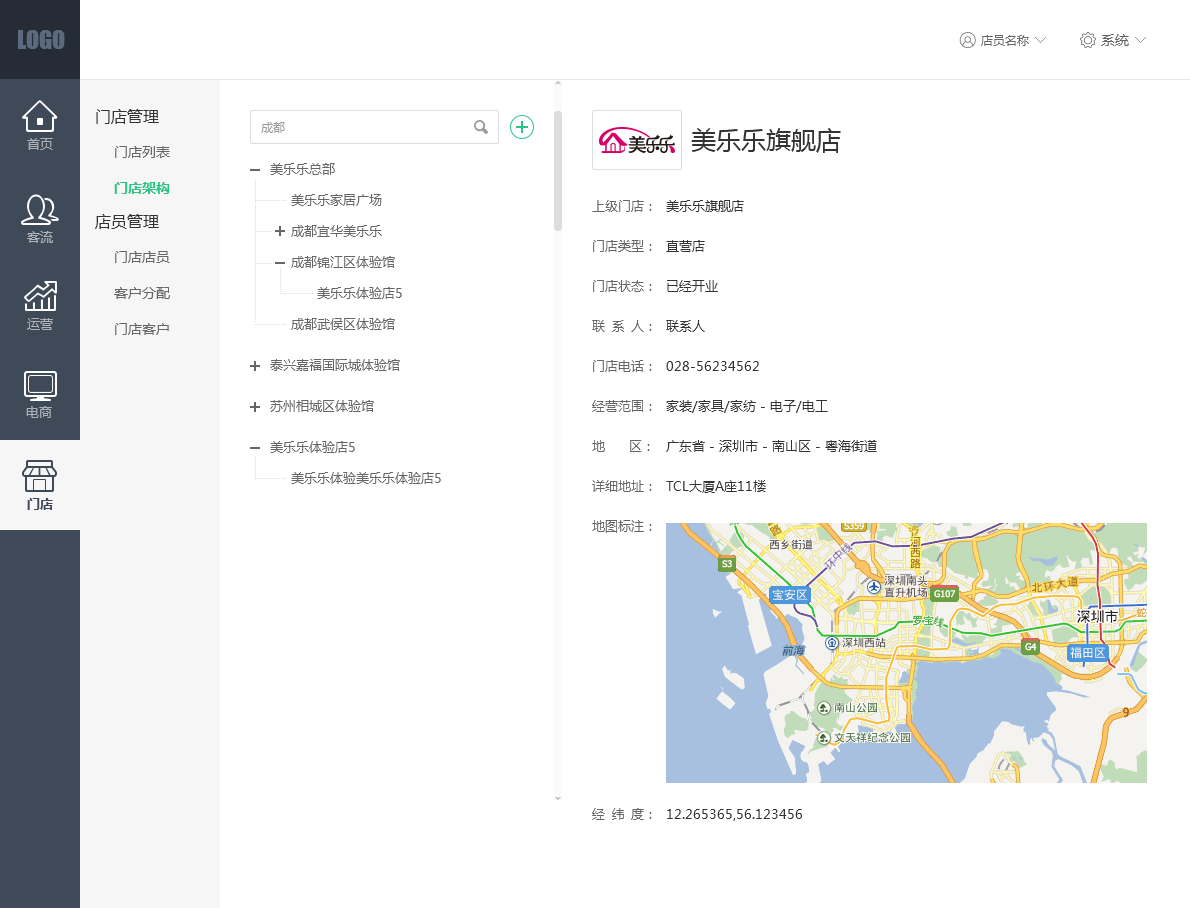 LOGO
店员名称
系统
首页
客流
运营
电商
门店
门店管理
门店列表
门店架构
店员管理
门店店员
客户分配
门店客户
成都
美乐乐总部
美乐乐家居广场
成都宜华美乐乐
成都锦江区体验馆
美乐乐体验店5
成都武侯区体验馆
泰兴嘉福国际城体验馆
苏州相城区体验馆
美乐乐体验店5
美乐乐体验美乐乐体验店5
美乐乐
美乐乐旗舰店
上级门店： 美乐乐旗舰店
门店类型： 直营店
门店状态： 已经开业
联 系 人： 联系人
门店电话： 028-56234562
经营范围： 家装/家具/家纺 - 电子/电工
地 区： 广东省 - 深圳市 - 南山区 - 粤海街道
详细地址： TCL大厦A座11楼
地图标注：
S359
路
沙河西路
西乡街道
环中线
S3
深圳南头
直升机场
G107
宝安区
北环大道
罗宝线
深圳市
蛇
深圳西站
前海
G4
福田区
南山公园
9
文天祥纪念公园
经 纬 度： 12.265365,56.123456